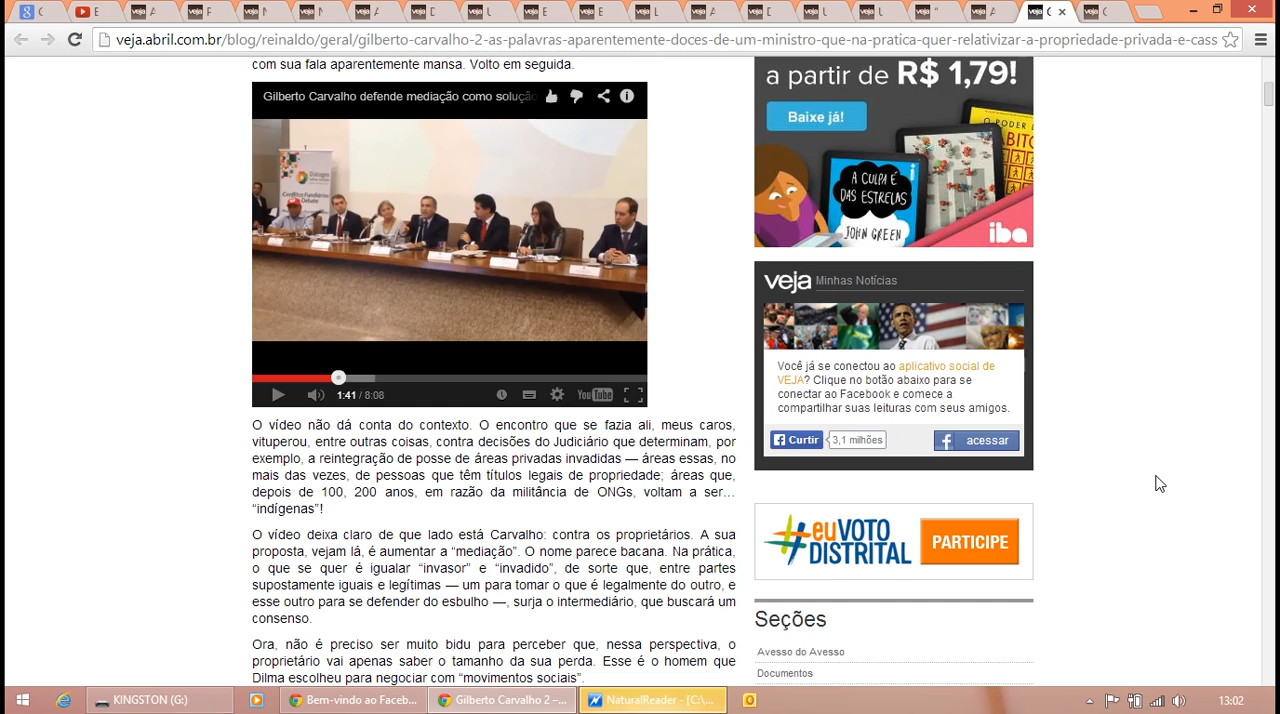 veja.abril.com.br/blog/reinaldo/geral/gilberto-carvalho-2-as-palavras-aparentemente-doces-de-um-ministro-que-na-pratica-quer-relativizar-a-propriedade-privada-e-cass
com sua fala aparentemente mansa. Volto em seguida.
Gilberto Carvalho defende mediação como solução
Diálogos
Conflitos Fundiários
em Debate
1:41 / 8:08
YouTube
O vídeo não dá conta do contexto. O encontro que se fazia ali, meus caros,
vituperou, entre outras coisas, contra decisões do Judiciário que determinam, por
exemplo, a reintegração de posse de áreas privadas invadidas — áreas essas, no
mais das vezes, de pessoas que têm títulos legais de propriedade; áreas que,
depois de 100, 200 anos, em razão da militância de ONGs, voltam a ser…
“indígenas”!
O vídeo deixa claro de que lado está Carvalho: contra os proprietários. A sua
proposta, vejam lá, é aumentar a “mediação”. O nome parece bacana. Na prática,
o que se quer é igualar “invasor” e “invadido”, de sorte que, entre partes
supostamente iguais e legítimas — um para tomar o que é legalmente do outro, e
esse outro para se defender do esbulho —, surja o intermediário, que buscará um
consenso.
Ora, não é preciso ser muito bidu para perceber que, nessa perspectiva, o
proprietário vai apenas saber o tamanho da sua perda. Esse é o homem que
Dilma escolheu para negociar com “movimentos sociais”.
a partir de R$ 1,79!
Baixe já!
O PODER
A CULPA É
DAS ESTRELAS
JOHN GREEN
iba
veja Minhas Notícias
Você já se conectou ao aplicativo social de
VEJA? Clique no botão abaixo para se
conectar ao Facebook e comece a
compartilhar suas leituras com seus amigos.
Curtir 3,1 milhões acessar
#euVOTO
DISTRITAL
PARTICIPE
Seções
Avesso do Avesso
Documentos
KINGSTON (G:)
Bem-vindo ao Faceb...
Gilberto Carvalho 2 –...
NaturalReader - [C:\...
13:02